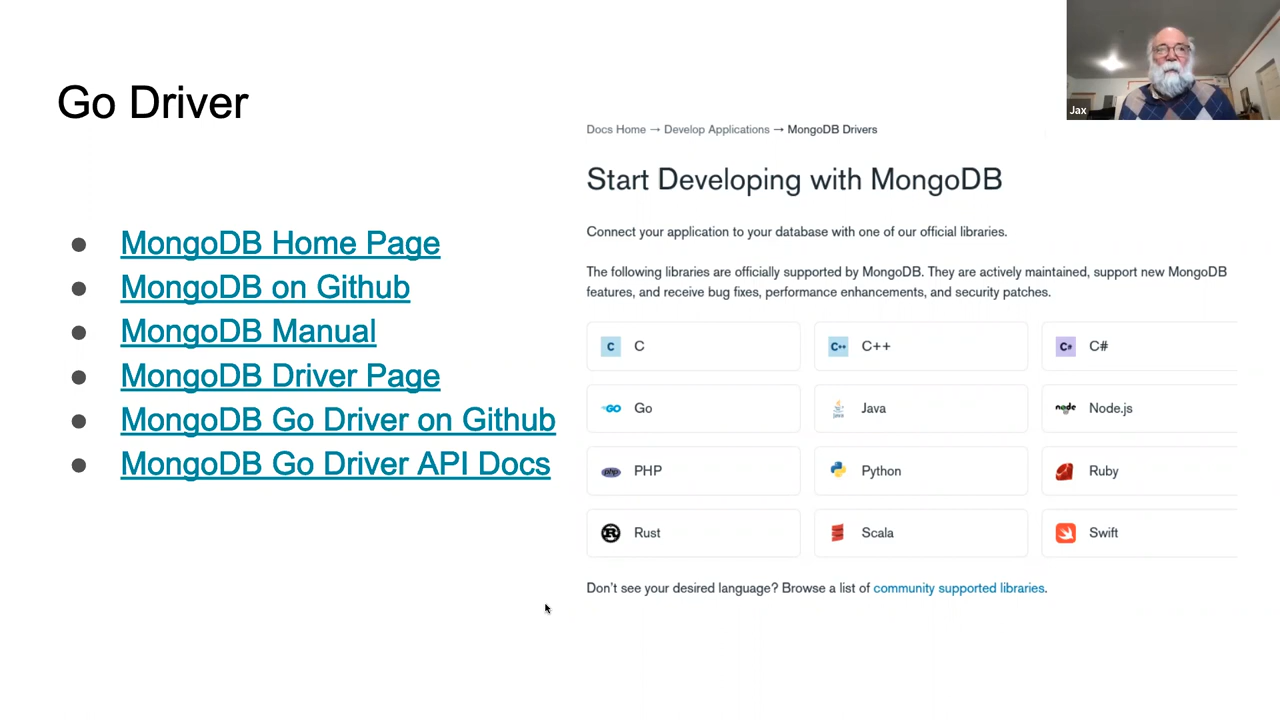 Go Driver
MongoDB Home Page
MongoDB on Github
MongoDB Manual
MongoDB Driver Page
MongoDB Go Driver on Github
MongoDB Go Driver API Docs
Jax
Docs Home → Develop Applications → MongoDB Drivers
Start Developing with MongoDB
Connect your application to your database with one of our official libraries.
The following libraries are officially supported by MongoDB. They are actively maintained, support new MongoDB
features, and receive bug fixes, performance enhancements, and security patches.
C C
C++ C++
C# C#
GO Go
Java Java
node Node.js
php PHP
Python
Ruby
R Rust
Scala
Swift
Don't see your desired language? Browse a list of community supported libraries.